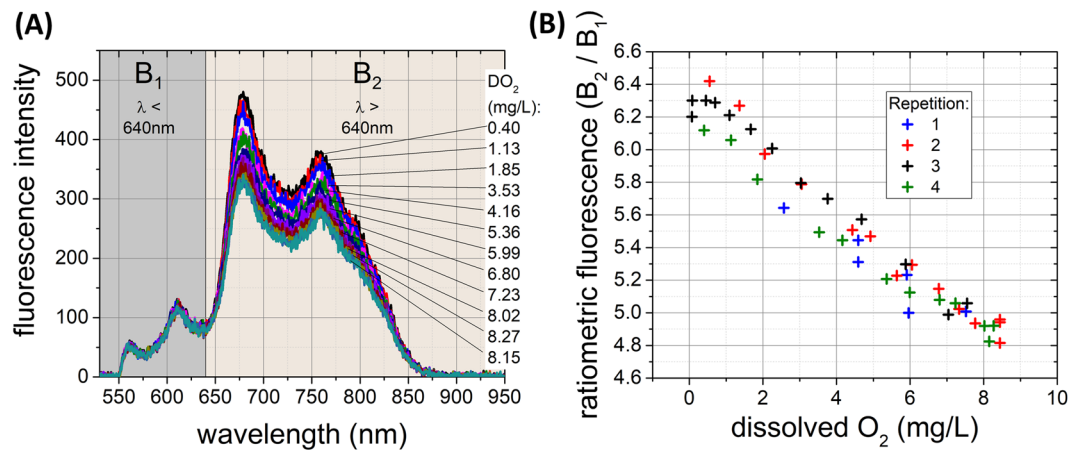 (A)
fluorescence intensity
500
400
300
200
100
0
B1
λ <
640nm
B2
λ >
640nm
DO2
(mg/L):
0.40
1.13
1.85
3.53
4.16
5.36
5.99
6.80
7.23
8.02
8.27
8.15
550 600 650 700 750 800 850 900 950
wavelength (nm)
(B)
ratiometric fluorescence (B2 / B1)
6.6
6.4
6.2
6.0
5.8
5.6
5.4
5.2
5.0
4.8
4.6
Repetition:
1
2
3
4
0 2 4 6 8 10
dissolved O2 (mg/L)